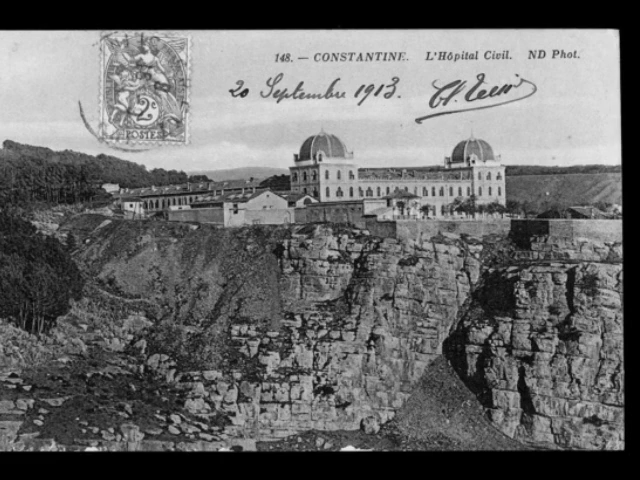 148. — CONSTANTINE. L'Hôpital Civil. ND Phot.
20 Septembre 1913.
2c
POSTES